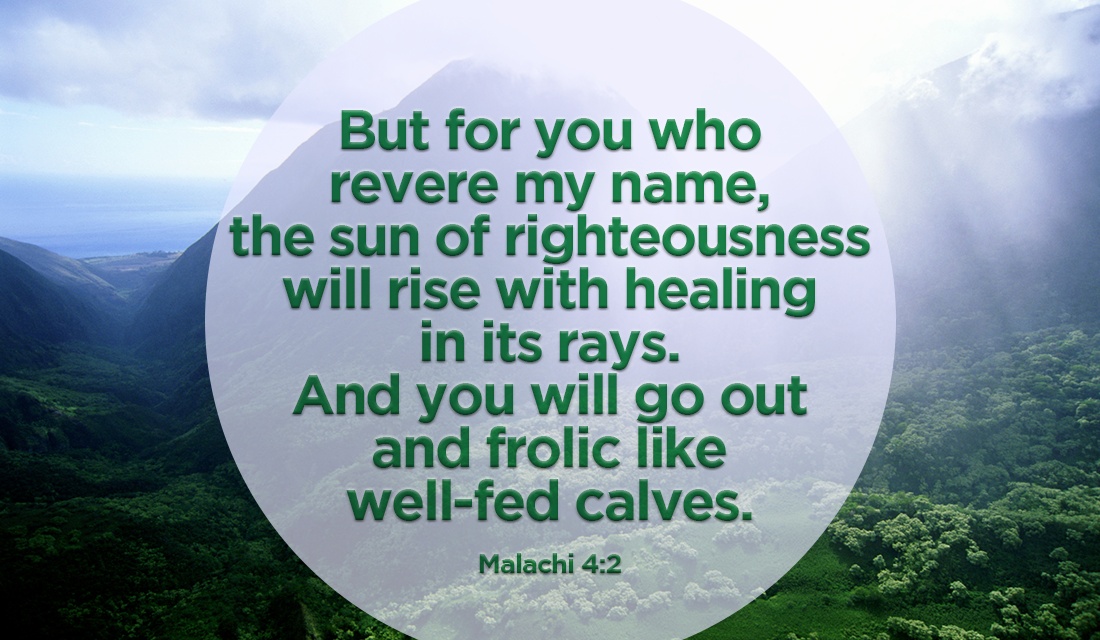 But for you who
revere my name,
the sun of righteousness
will rise with healing
in its rays.
And you will go out
and frolic like
well-fed calves.
Malachi 4:2